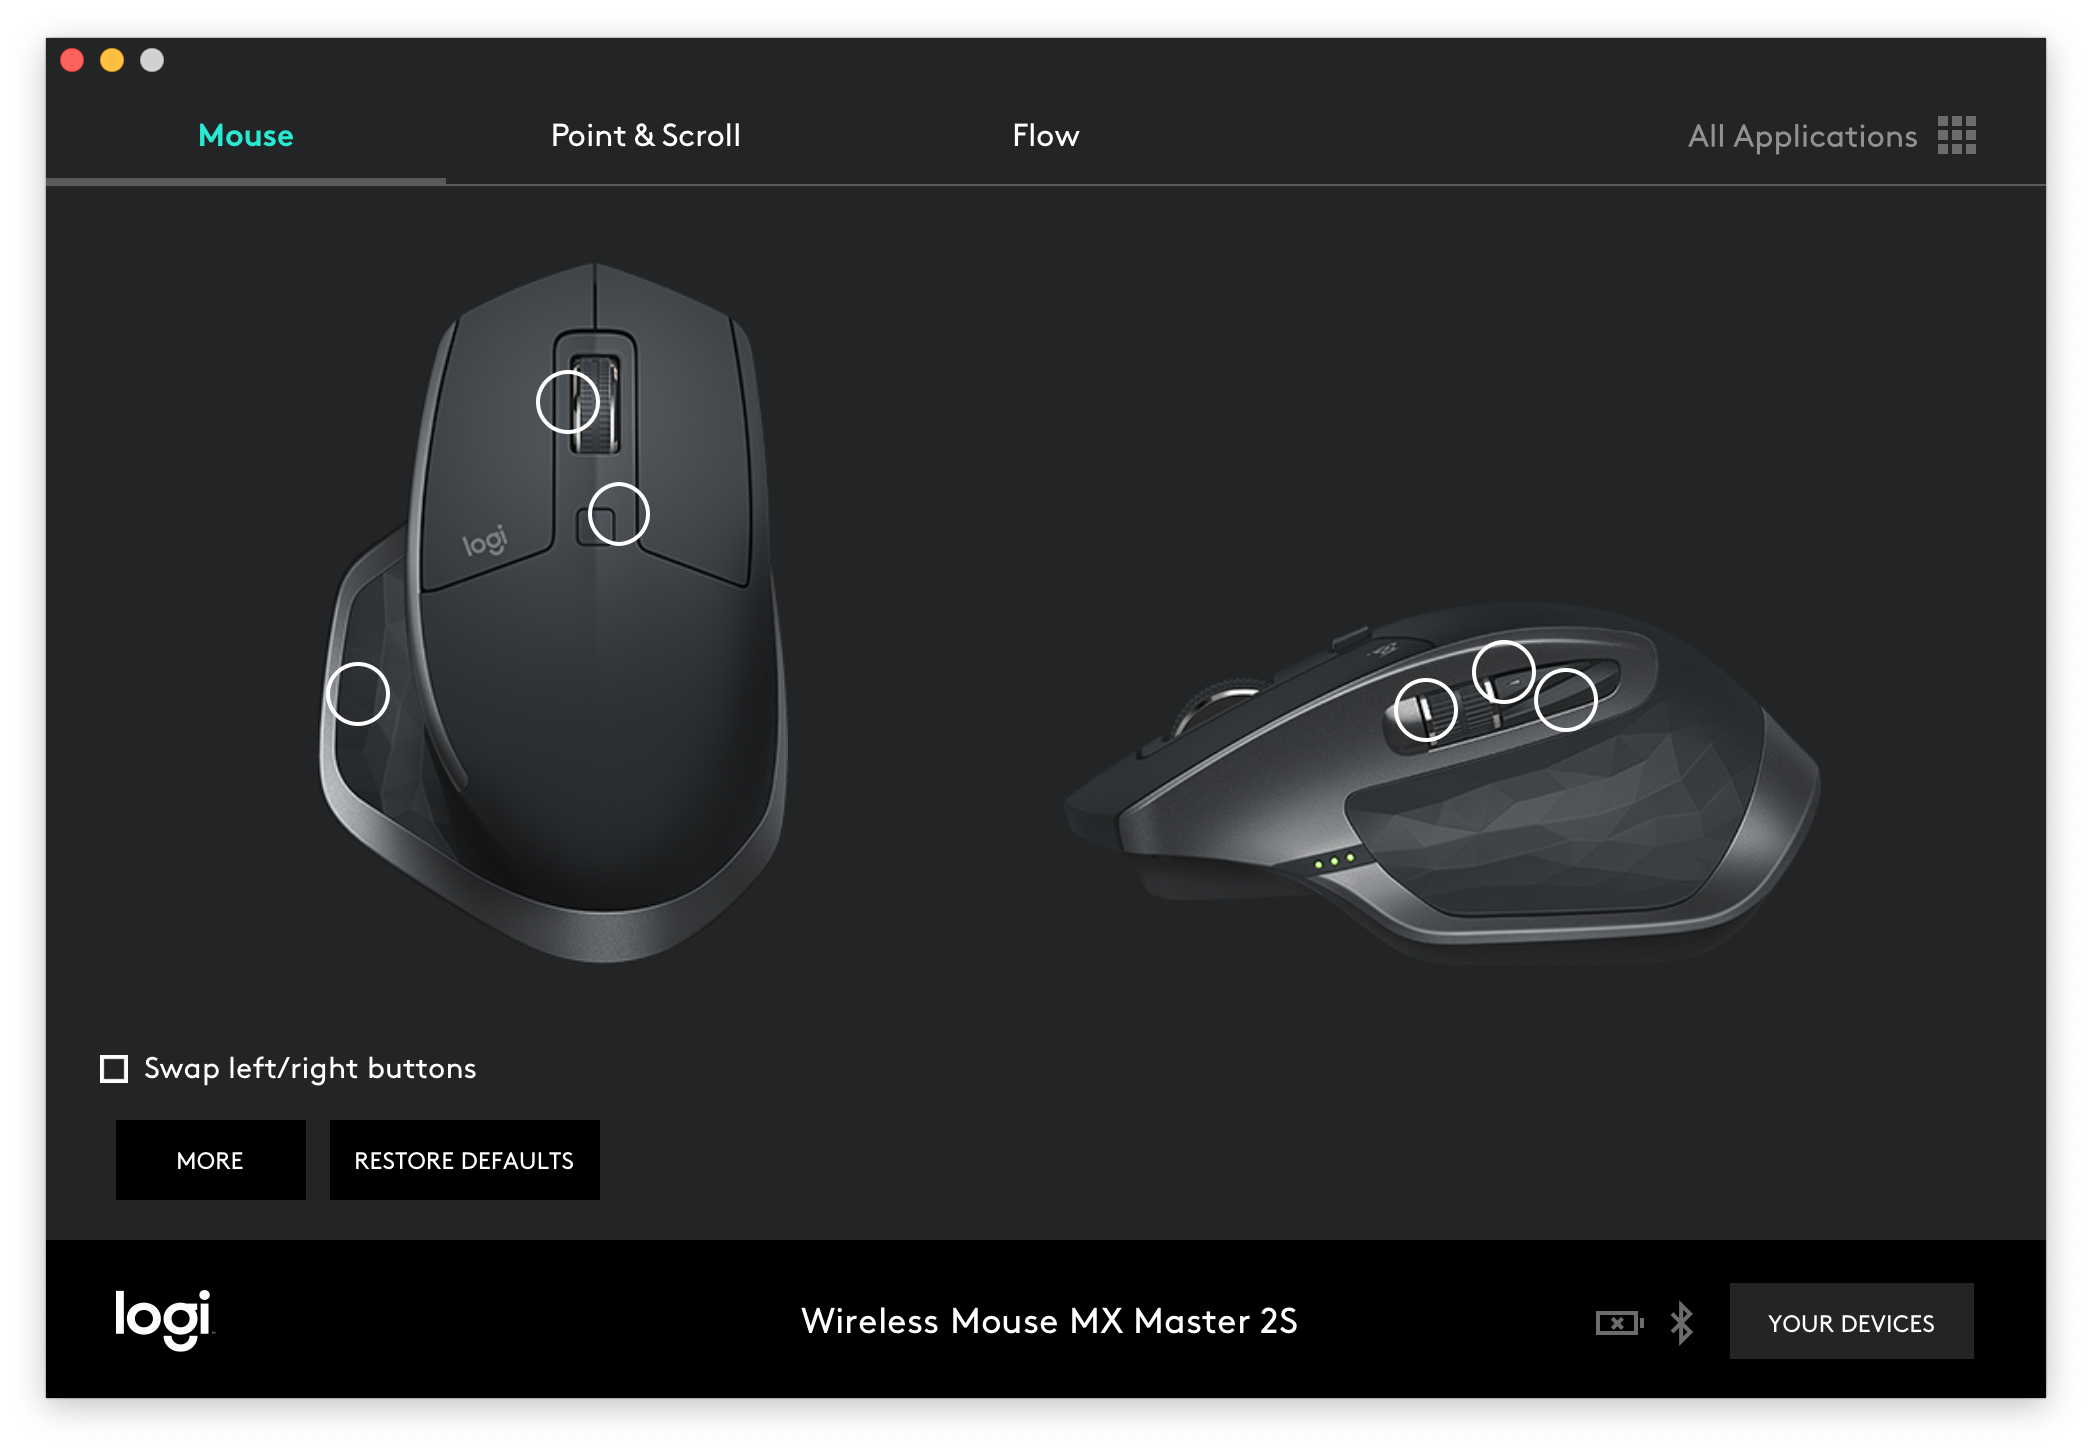 Mouse
Point & Scroll
Flow
All Applications
logi
Swap left/right buttons
MORE
RESTORE DEFAULTS
logi
Wireless Mouse MX Master 2S
YOUR DEVICES